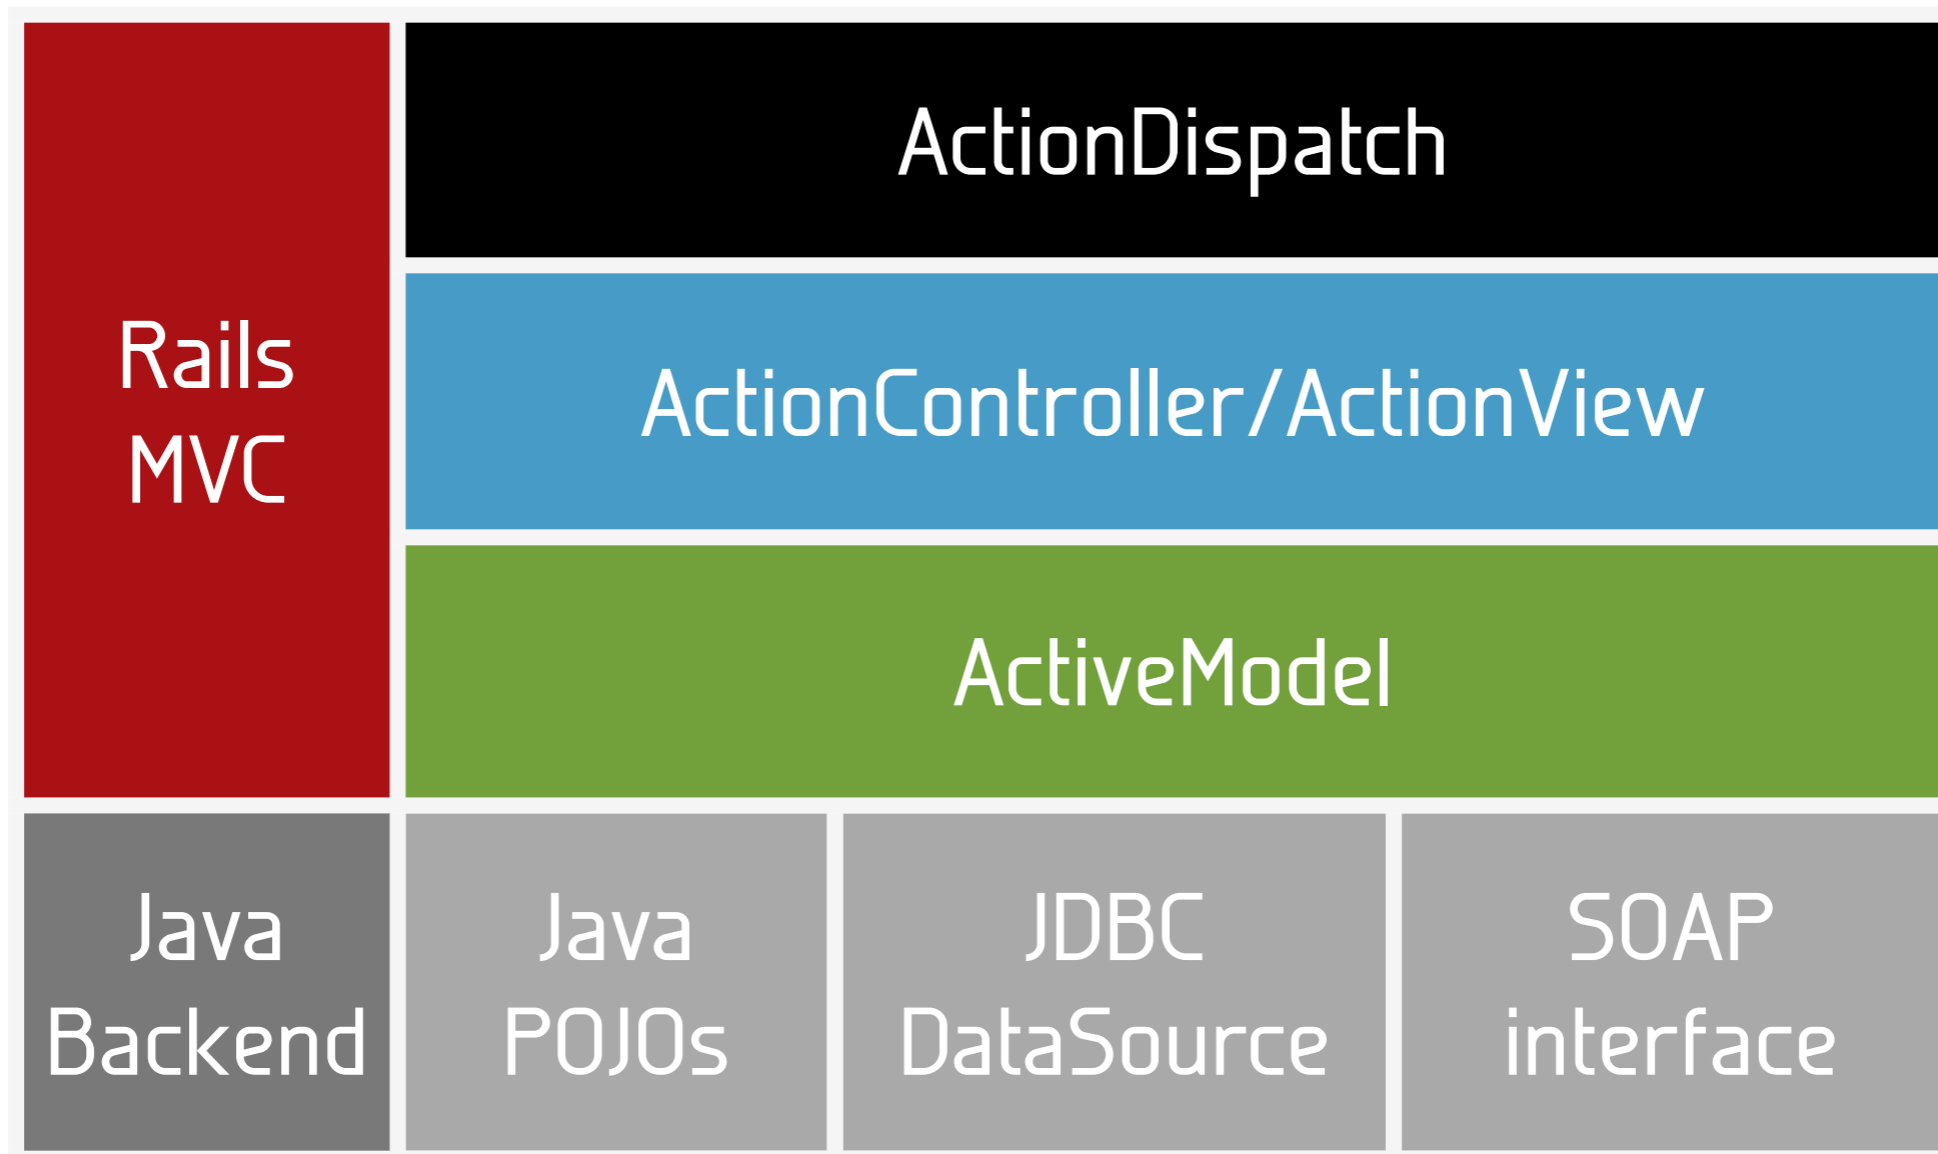 Rails
MVC
ActionDispatch
ActionController/ActionView
ActiveModel
Java
Backend
Java
POJOs
JDBC
DataSource
SOAP
interface